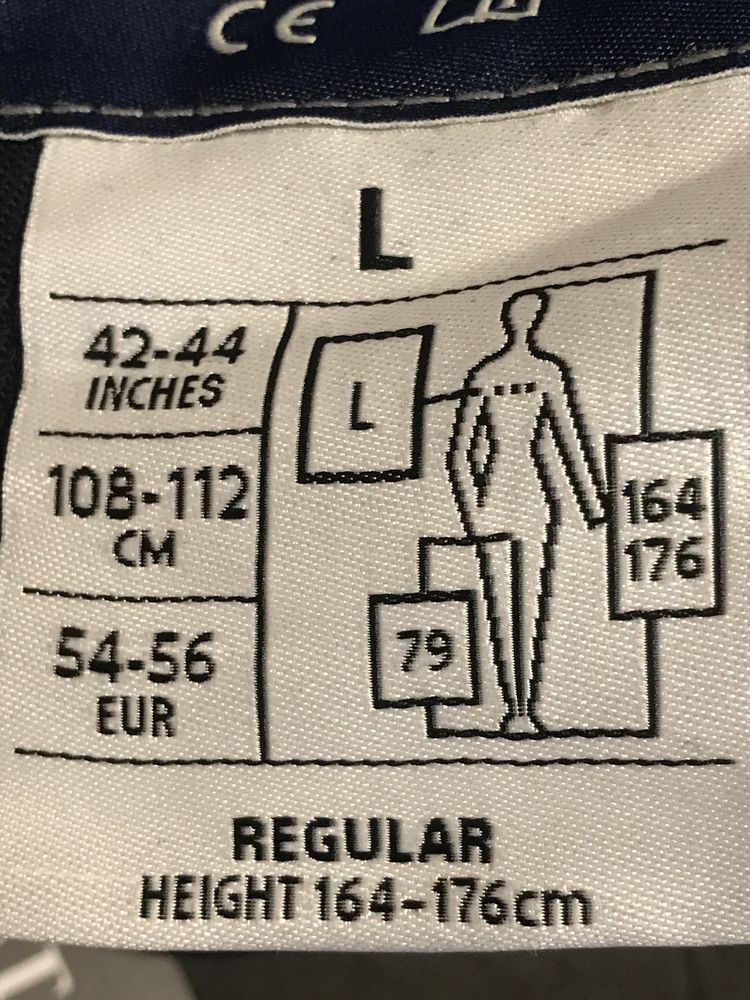 CE
L
42-44
INCHES
108-112
CM
54-56
EUR
L
164
176
79
REGULAR
HEIGHT 164-176cm